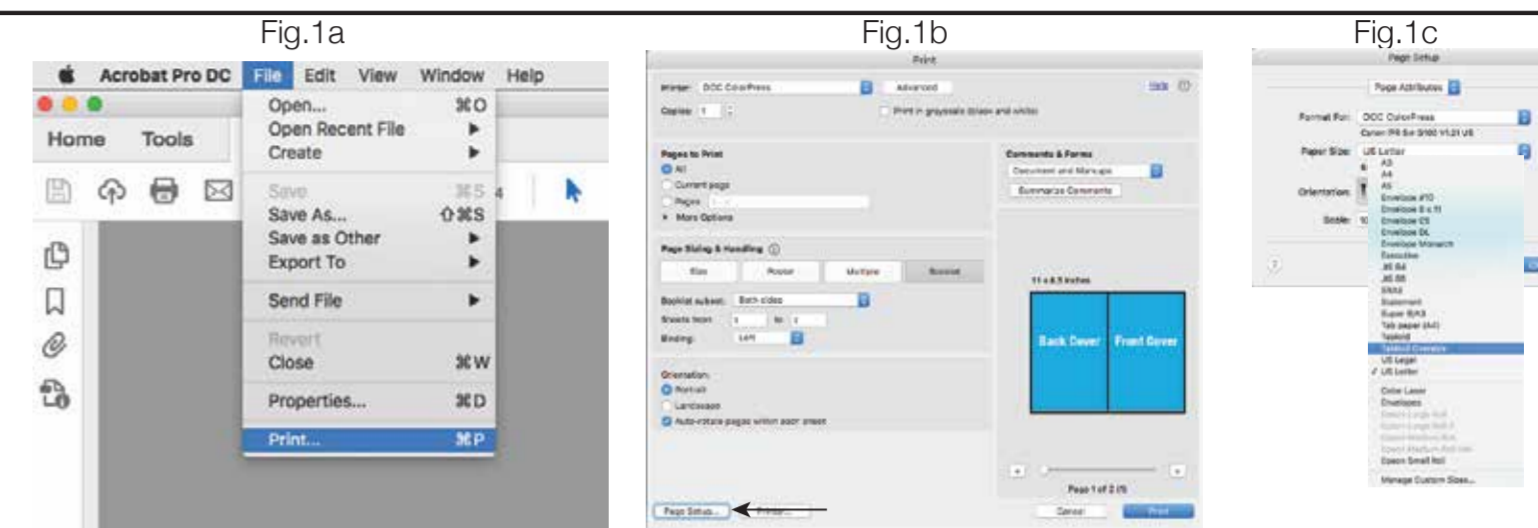 Fig.1a
Acrobat Pro DC File Edit View Window Help
Home Tools
Open... ⌘O
Open Recent File
Create
Save ⌘S
Save As... ⇧⌘S
Save as Other
Export To
Send File
Revert
Close ⌘W
Properties... ⌘D
Print... ⌘P
4
Fig.1b
Print
Printer: DOC ColorPress Advanced Help
Copies: 1 Print in grayscale (black and white)
Pages to Print
All
Current page
Pages
More Options
Comments & Forms
Document and Markups
Summarize Comments
Page Sizing & Handling
Size Poster Multiple Booklet
Booklet subset: Both sides
Sheets from: 1 to 1
Binding: Left
Orientation:
Portrait
Landscape
Auto-rotate pages within each sheet
11 x 8.5 Inches
Back Cover Front Cover
Page 1 of 2 (1)
Page Setup... Printer... Cancel Print
Fig.1c
Page Setup
Page Attributes
Format For: DOC ColorPress
Paper Size: US Letter
Orientation:
Scale:
A3
A4
A5
Envelope #10
Envelope C5
Envelope DL
Envelope Monarch
Executive
JIS B4
JIS B5
Statement
Super B/A3
Tab paper (A4)
Tabloid
Tabloid Oversize
US Legal
✓ US Letter
Color Laser
Envelopes
Epson Small Roll
Manage Custom Sizes...